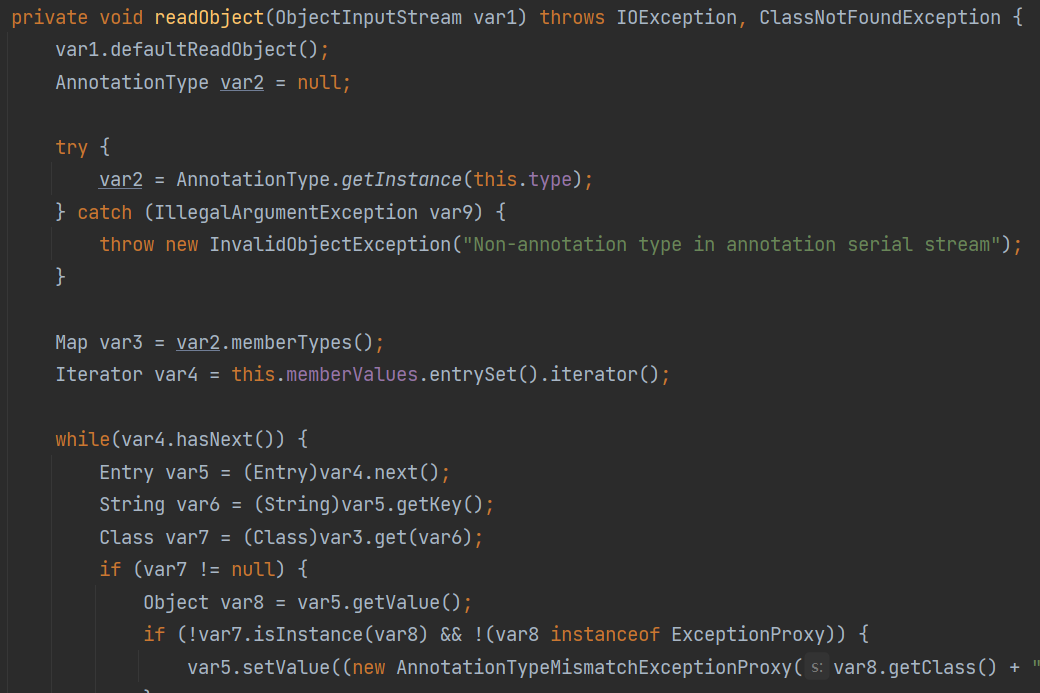 private void readObject(ObjectInputStream var1) throws IOException, ClassNotFoundException {
    var1.defaultReadObject();
    AnnotationType var2 = null;

    try {
        var2 = AnnotationType.getInstance(this.type);
    } catch (IllegalArgumentException var9) {
        throw new InvalidObjectException("Non-annotation type in annotation serial stream");
    }

    Map var3 = var2.memberTypes();
    Iterator var4 = this.memberValues.entrySet().iterator();

    while(var4.hasNext()) {
        Entry var5 = (Entry)var4.next();
        String var6 = (String)var5.getKey();
        Class var7 = (Class)var3.get(var6);
        if (var7 != null) {
            Object var8 = var5.getValue();
            if (!var7.isInstance(var8) && !(var8 instanceof ExceptionProxy)) {
                var5.setValue((new AnnotationTypeMismatchExceptionProxy( s: var8.getClass() + "